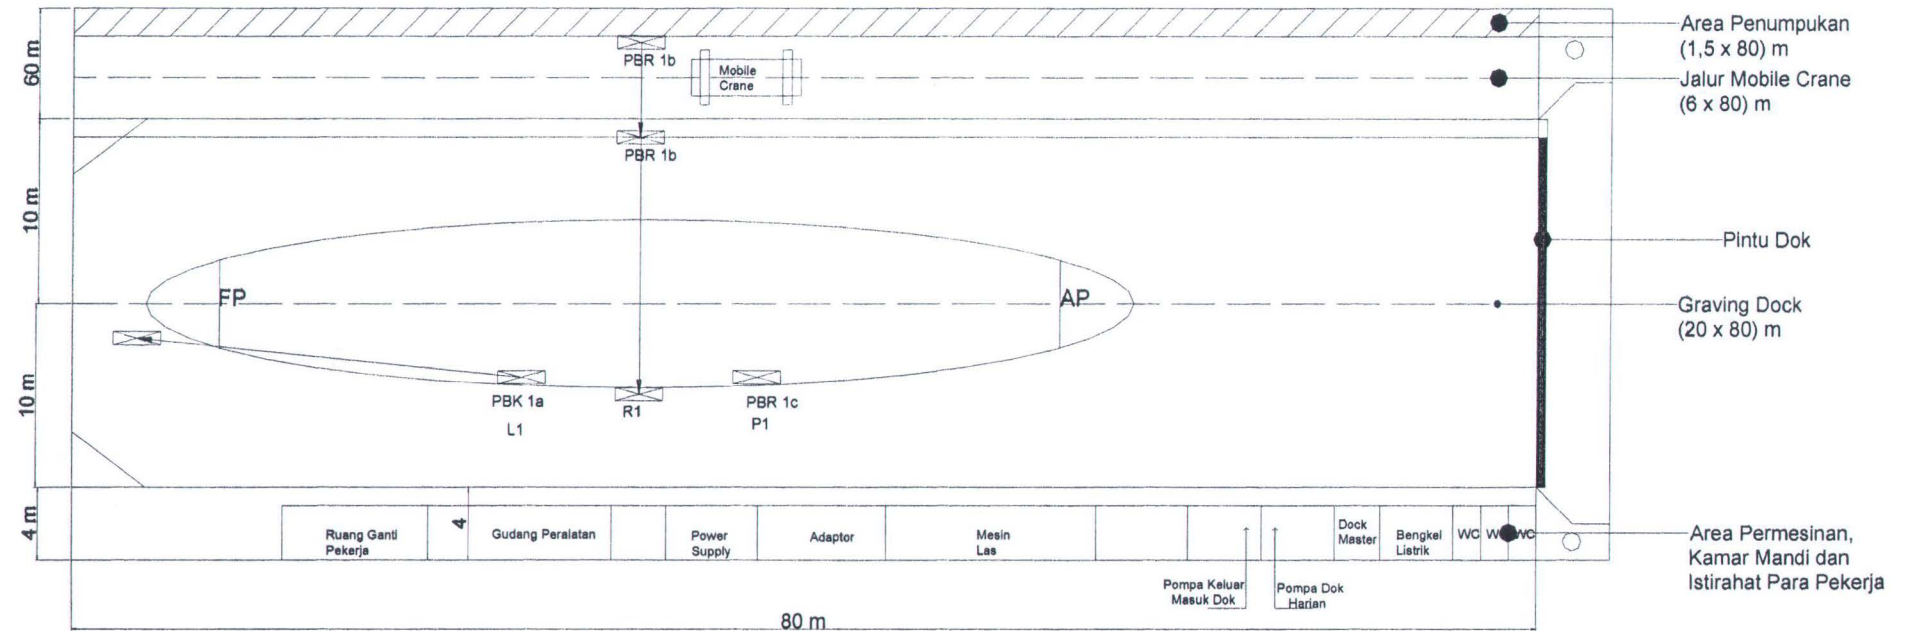 60 m
10 m
10 m
4 m
PBR 1b
Mobile
Crane
PBR 1b
FP
AP
PBK 1a
L1
R1
PBR 1c
P1
4
Ruang Ganti
Pekerja
Gudang Peralatan
Power
Supply
Adaptor
Mesin
Las
Dock
Master
Bengkel
Listrik
WC
WC
WC
Pompa Keluar
Masuk Dok
Pompa Dok
Harian
80 m
Area Penumpukan
(1,5 x 80) m
Jalur Mobile Crane
(6 x 80) m
Pintu Dok
Graving Dock
(20 x 80) m
Area Permesinan,
Kamar Mandi dan
Istirahat Para Pekerja